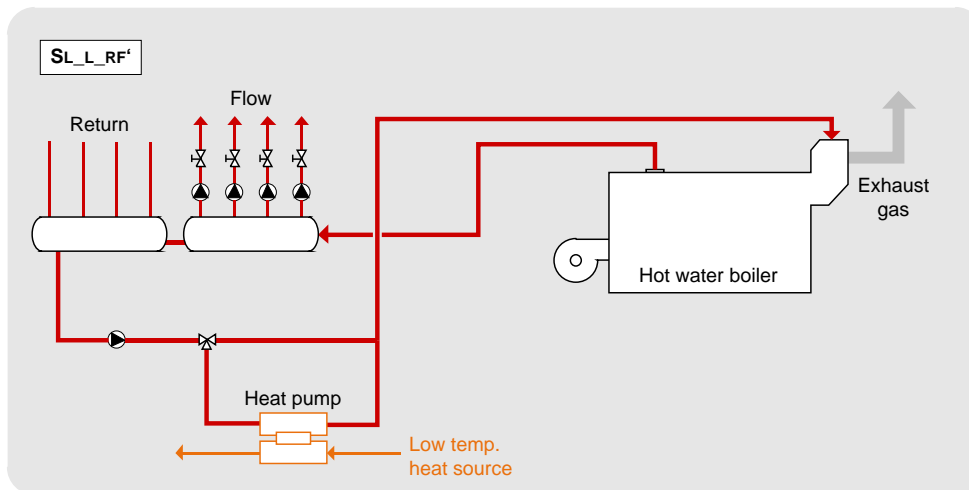 SL_L_RF‘
Flow
Return
Exhaust
gas
Hot water boiler
Heat pump
Low temp.
heat source